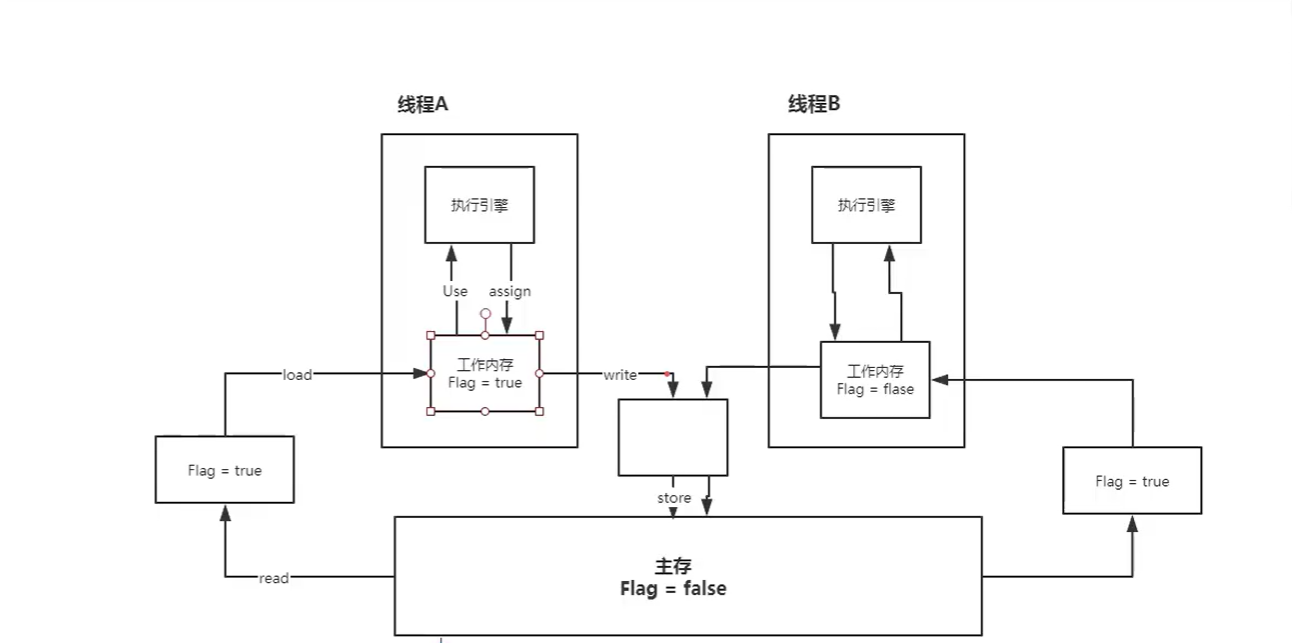 线程A
线程B
执行引擎
执行引擎
Use
assign
工作内存
Flag = true
工作内存
Flag = flase
load
write
Flag = true
Flag = true
store
主存
Flag = false
read